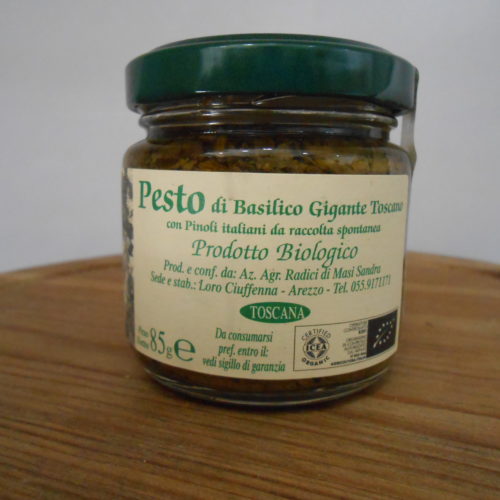 Pesto di Basilico Gigante Toscano
con Pinoli italiani da raccolta spontanea
Prodotto Biologico
Prod. e conf. da: Az. Agr. Radici di Masi Sandra
Sede e stab.: Loro Ciuffenna - Arezzo - Tel. 055.9171171
TOSCANA
85g e
Da consumarsi
pref. entro il:
vedi sigillo di garanzia
CERTIFIED
ICEA
ORGANIC